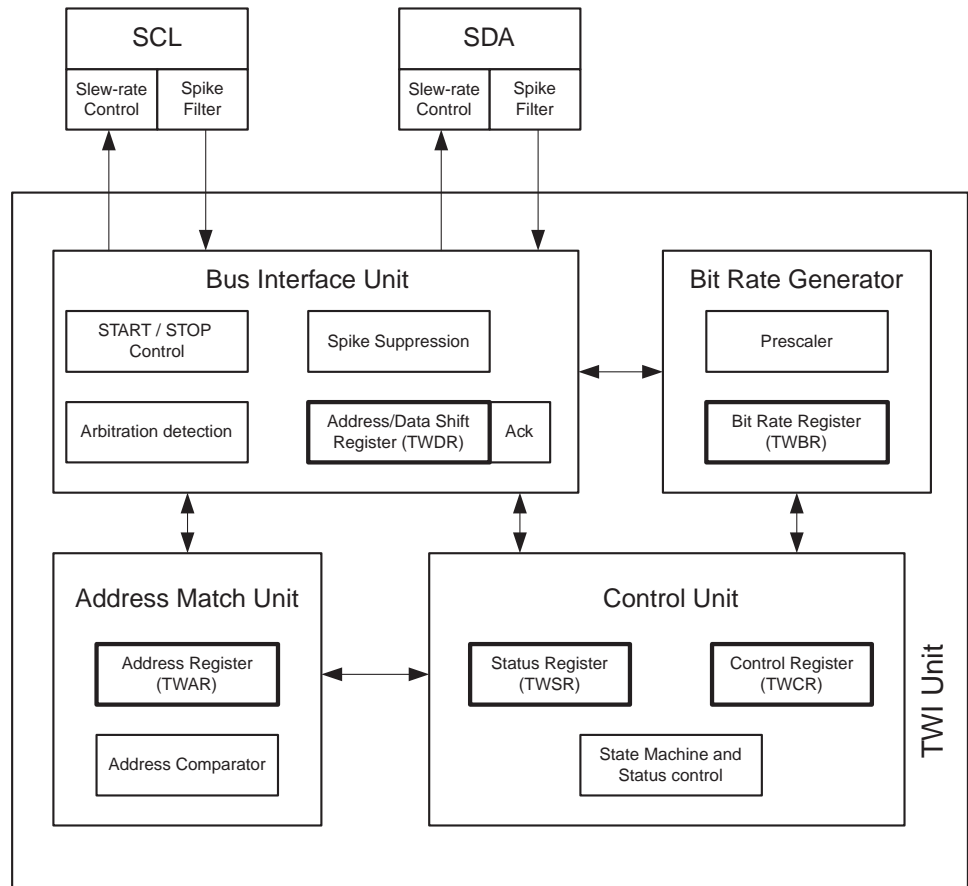 SCL
SDA
Slew-rate
Control
Spike
Filter
Slew-rate
Control
Spike
Filter
Bus Interface Unit
START / STOP
Control
Spike Suppression
Arbitration detection
Address/Data Shift
Register (TWDR)
Ack
Bit Rate Generator
Prescaler
Bit Rate Register
(TWBR)
Address Match Unit
Address Register
(TWAR)
Address Comparator
Control Unit
Status Register
(TWSR)
Control Register
(TWCR)
State Machine and
Status control
TWI Unit